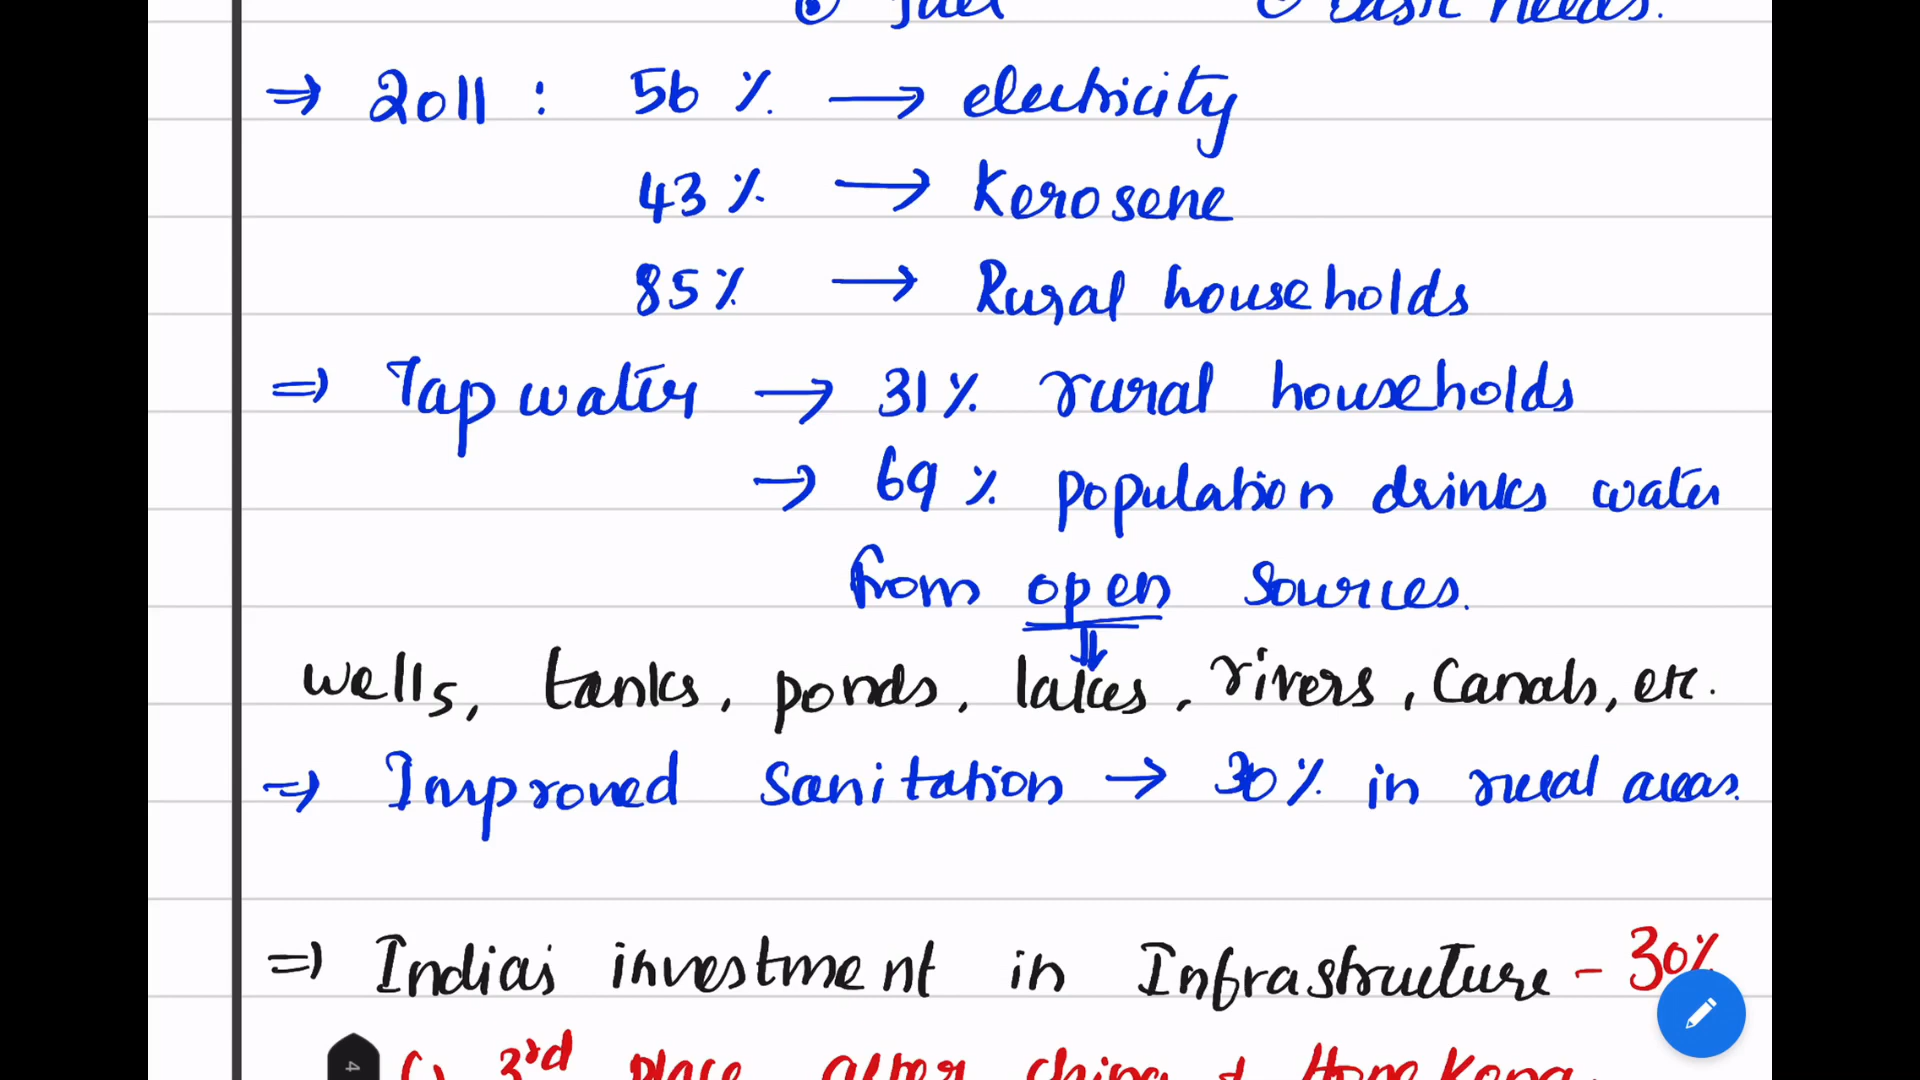 ⇒ 2011 : 56 % → electricity
43 % → Kerosene
85 % → Rural households
⇒ Tap water → 31 % rural households
→ 69 % population drinks water
from open sources.
wells, tanks, ponds, lakes, rivers, Canals, etc.
⇒ Improved Sanitation → 30 % in rural areas.
⇒ India's investment in Infrastructure - 30%
3rd place after china & Hong Kong.